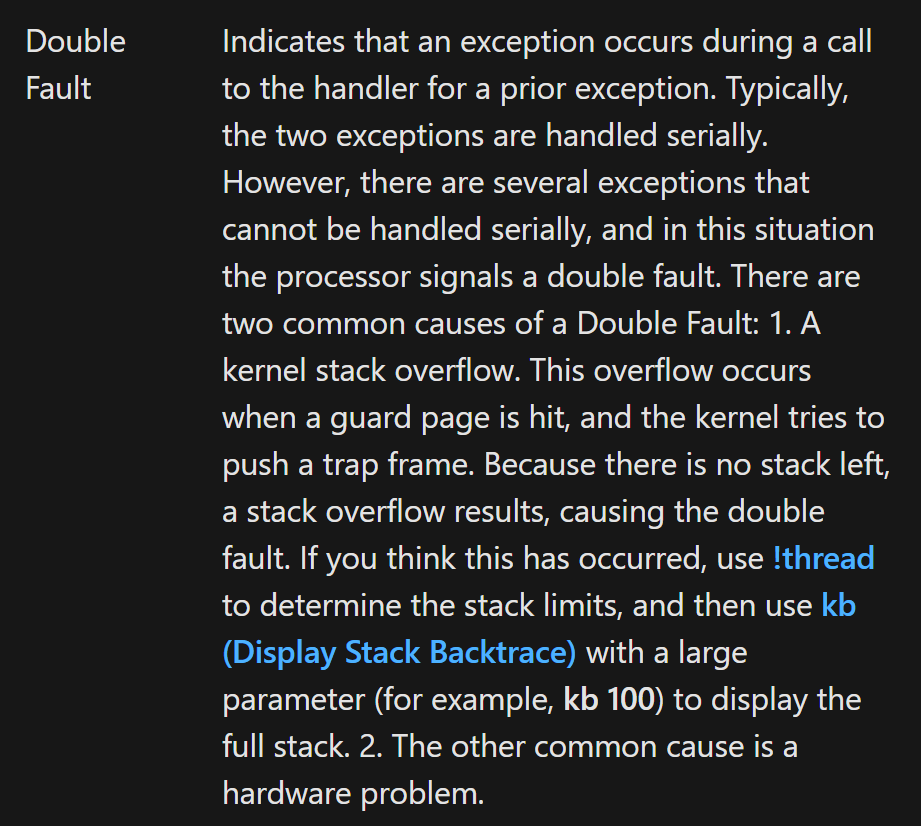 Double
Fault
Indicates that an exception occurs during a call
to the handler for a prior exception. Typically,
the two exceptions are handled serially.
However, there are several exceptions that
cannot be handled serially, and in this situation
the processor signals a double fault. There are
two common causes of a Double Fault: 1. A
kernel stack overflow. This overflow occurs
when a guard page is hit, and the kernel tries to
push a trap frame. Because there is no stack left,
a stack overflow results, causing the double
fault. If you think this has occurred, use !thread
to determine the stack limits, and then use kb
(Display Stack Backtrace) with a large
parameter (for example, kb 100) to display the
full stack. 2. The other common cause is a
hardware problem.